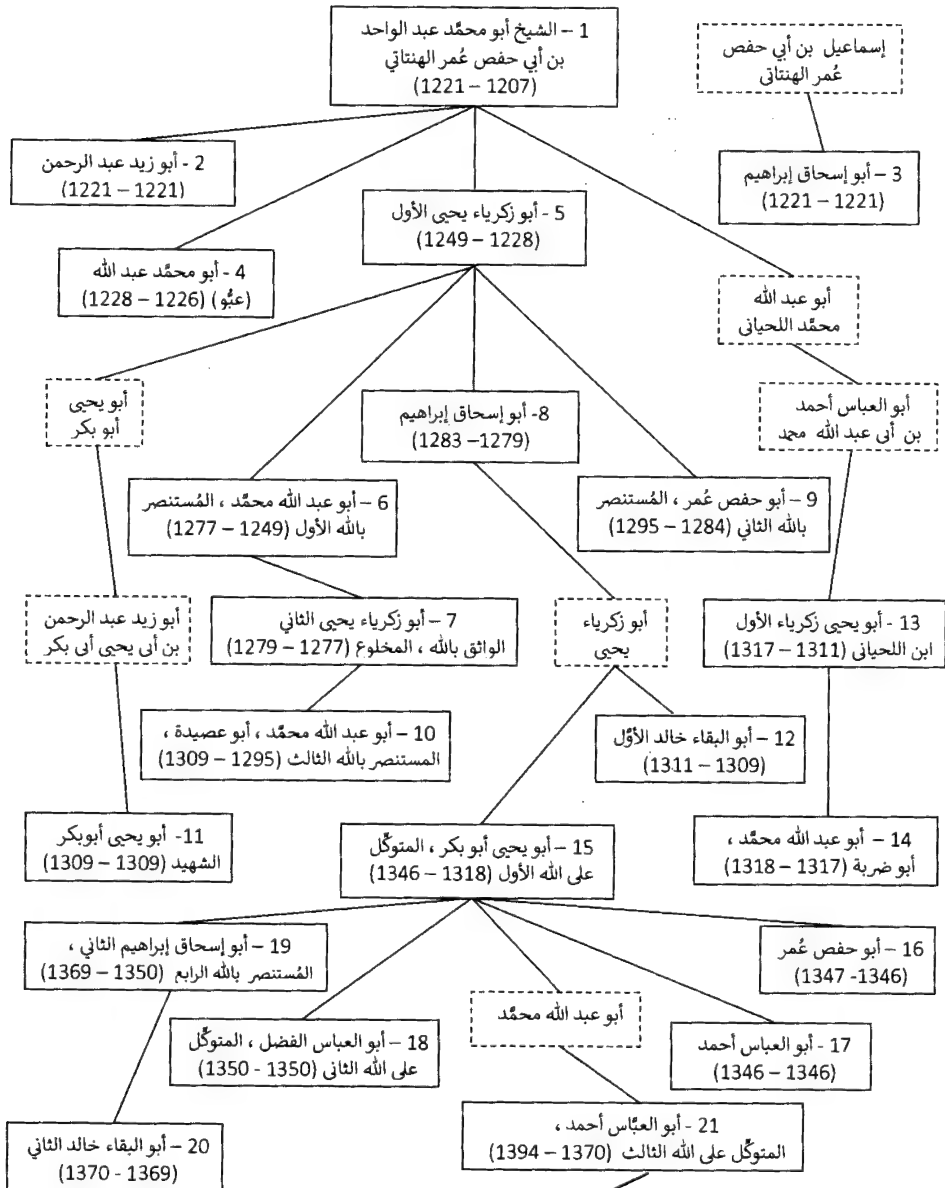 1 – الشيخ أبو محمد عبد الواحد
بن أبي حفص عُمر الهنتاتي
(1207 – 1221)
إسماعيل بن أبي حفص
عُمر الهنتاتى
2 - أبو زيد عبد الرحمن
(1221 – 1221)
3 – أبو إسحاق إبراهيم
(1221 – 1221)
5 - أبو زكرياء يحيى الأول
(1228 – 1249)
4 - أبو محمَّد عبد الله
(عبُّو) (1226 – 1228)
أبو عبد الله
محمَّد اللحيانى
أبو يحيى
أبو بكر
8- أبو إسحاق إبراهيم
(1279– 1283)
أبو العباس أحمد
بن أبى عبد الله محمد
6 – أبو عبد الله محمَّد ، المُستنصر
بالله الأول (1249 – 1277)
9 – أبو حفص عُمر ، المُستنصر
بالله الثاني (1284 – 1295)
أبو زيد عبد الرحمن
بن أبى يحيى أبى بكر
7 – أبو زكرياء يحيى الثاني
الواثق بالله ، المخلوع (1277 – 1279)
أبو زكرياء
يحيى
13 - أبو يحيى زكرياء الأول
ابن اللحيانى (1311 – 1317)
10 – أبو عبد الله محمَّد ، أبو عصيدة ،
المستنصر بالله الثالث (1295 – 1309)
12 – أبو البقاء خالد الأوَّل
(1309 – 1311)
11- أبو يحيى أبوبكر
الشهيد (1309 – 1309)
15 – أبو يحيى أبو بكر ، المتوكِّل
على الله الأول (1318 – 1346)
14 – أبو عبد الله محمَّد ،
أبو ضربة (1317 – 1318)
19 – أبو إسحاق إبراهيم الثاني ،
المُستنصر بالله الرابع (1350 – 1369)
16 – أبو حفص عُمر
(1346- 1347)
أبو عبد الله محمَّد
18 – أبو العباس الفضل ، المتوكِّل
على الله الثانى (1350 - 1350)
17 - أبو العباس أحمد
(1346 – 1346)
20 – أبو البقاء خالد الثاني
(1369 - 1370)
21 - أبو العبَّاس أحمد ،
المتوكِّل على الله الثالث (1370 – 1394)